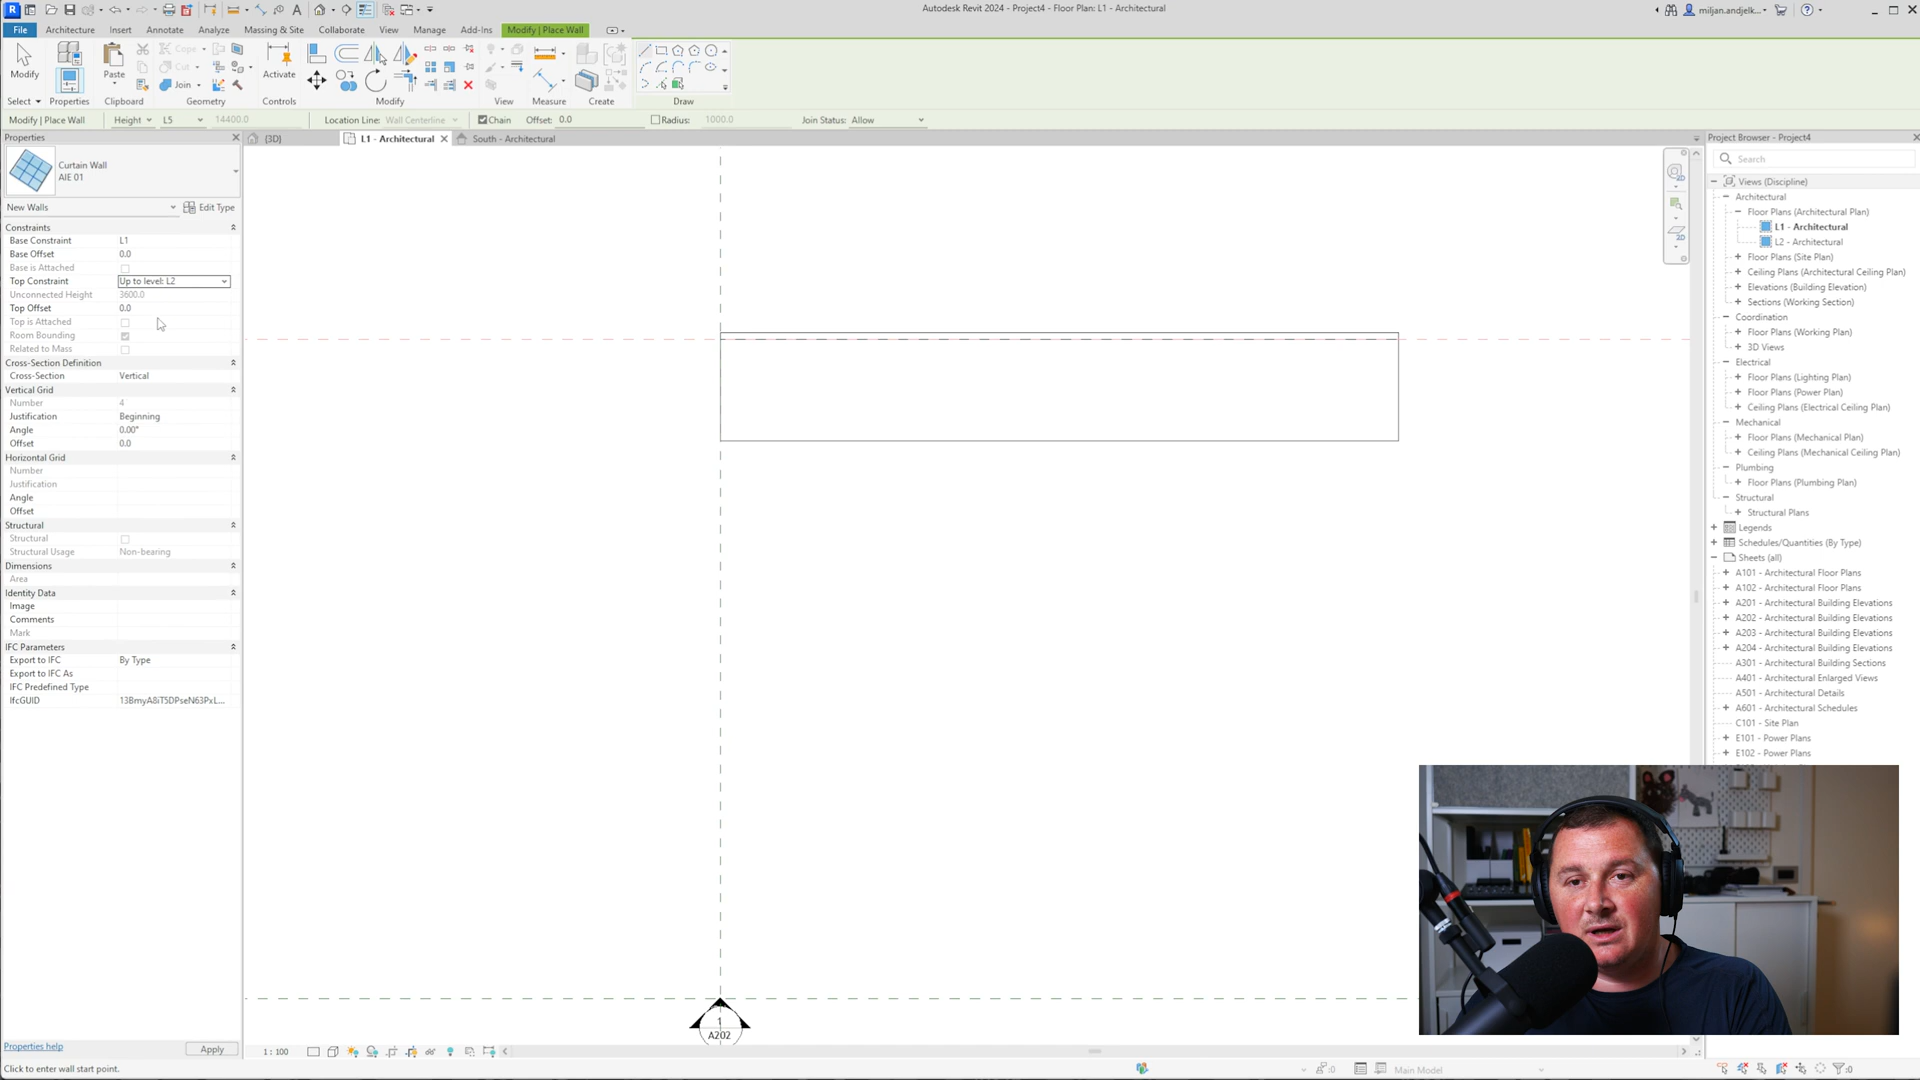 Autodesk Revit 2024 - Project4 - Floor Plan: L1 - Architectural
miljan.andjelk...
File
Architecture
Insert
Annotate
Analyze
Massing & Site
Collaborate
View
Manage
Add-Ins
Modify | Place Wall
Modify
Paste
Cope
Cut
Join
Activate
Select
Properties
Clipboard
Geometry
Controls
Modify
View
Measure
Create
Draw
Modify | Place Wall
Height
L5
14400.0
Location Line: Wall Centerline
Chain
Offset: 0.0
Radius: 1000.0
Join Status: Allow
Properties
{3D}
L1 - Architectural
South - Architectural
Curtain Wall
AIE 01
New Walls
Edit Type
Constraints
Base Constraint L1
Base Offset 0.0
Base is Attached
Top Constraint Up to level: L2
Unconnected Height 3600.0
Top Offset 0.0
Top is Attached
Room Bounding
Related to Mass
Cross-Section Definition
Cross-Section Vertical
Vertical Grid
Number 4
Justification Beginning
Angle 0.00°
Offset 0.0
Horizontal Grid
Number
Justification
Angle
Offset
Structural
Structural
Structural Usage Non-bearing
Dimensions
Area
Identity Data
Image
Comments
Mark
IFC Parameters
Export to IFC By Type
Export to IFC As
IFC Predefined Type
IfcGUID 13BmyA8iT5DPseN63PxL...
Properties help
Apply
1
A202
1 : 100
Click to enter wall start point.
:0
Main Model
:0
Project Browser - Project4
Search
Views (Discipline)
Architectural
Floor Plans (Architectural Plan)
L1 - Architectural
L2 - Architectural
Floor Plans (Site Plan)
Ceiling Plans (Architectural Ceiling Plan)
Elevations (Building Elevation)
Sections (Working Section)
Coordination
Floor Plans (Working Plan)
3D Views
Electrical
Floor Plans (Lighting Plan)
Floor Plans (Power Plan)
Ceiling Plans (Electrical Ceiling Plan)
Mechanical
Floor Plans (Mechanical Plan)
Ceiling Plans (Mechanical Ceiling Plan)
Plumbing
Floor Plans (Plumbing Plan)
Structural
Structural Plans
Legends
Schedules/Quantities (By Type)
Sheets (all)
A101 - Architectural Floor Plans
A102 - Architectural Floor Plans
A201 - Architectural Building Elevations
A202 - Architectural Building Elevations
A203 - Architectural Building Elevations
A204 - Architectural Building Elevations
A301 - Architectural Building Sections
A401 - Architectural Enlarged Views
A501 - Architectural Details
A601 - Architectural Schedules
C101 - Site Plan
E101 - Power Plans
E102 - Power Plans